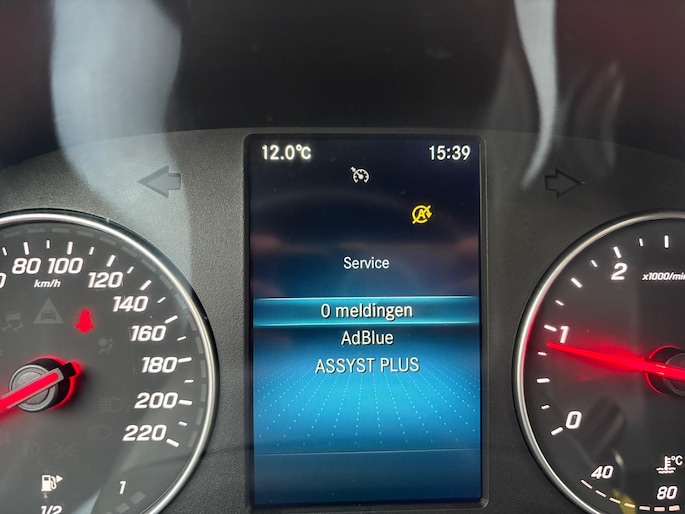 12.0°C 15:39
Service
0 meldingen
AdBlue
ASSYST PLUS
80 100 120 140 160 180 200 220
km/h
1/2 1
2 1 0
x1000/min
°C
40 80